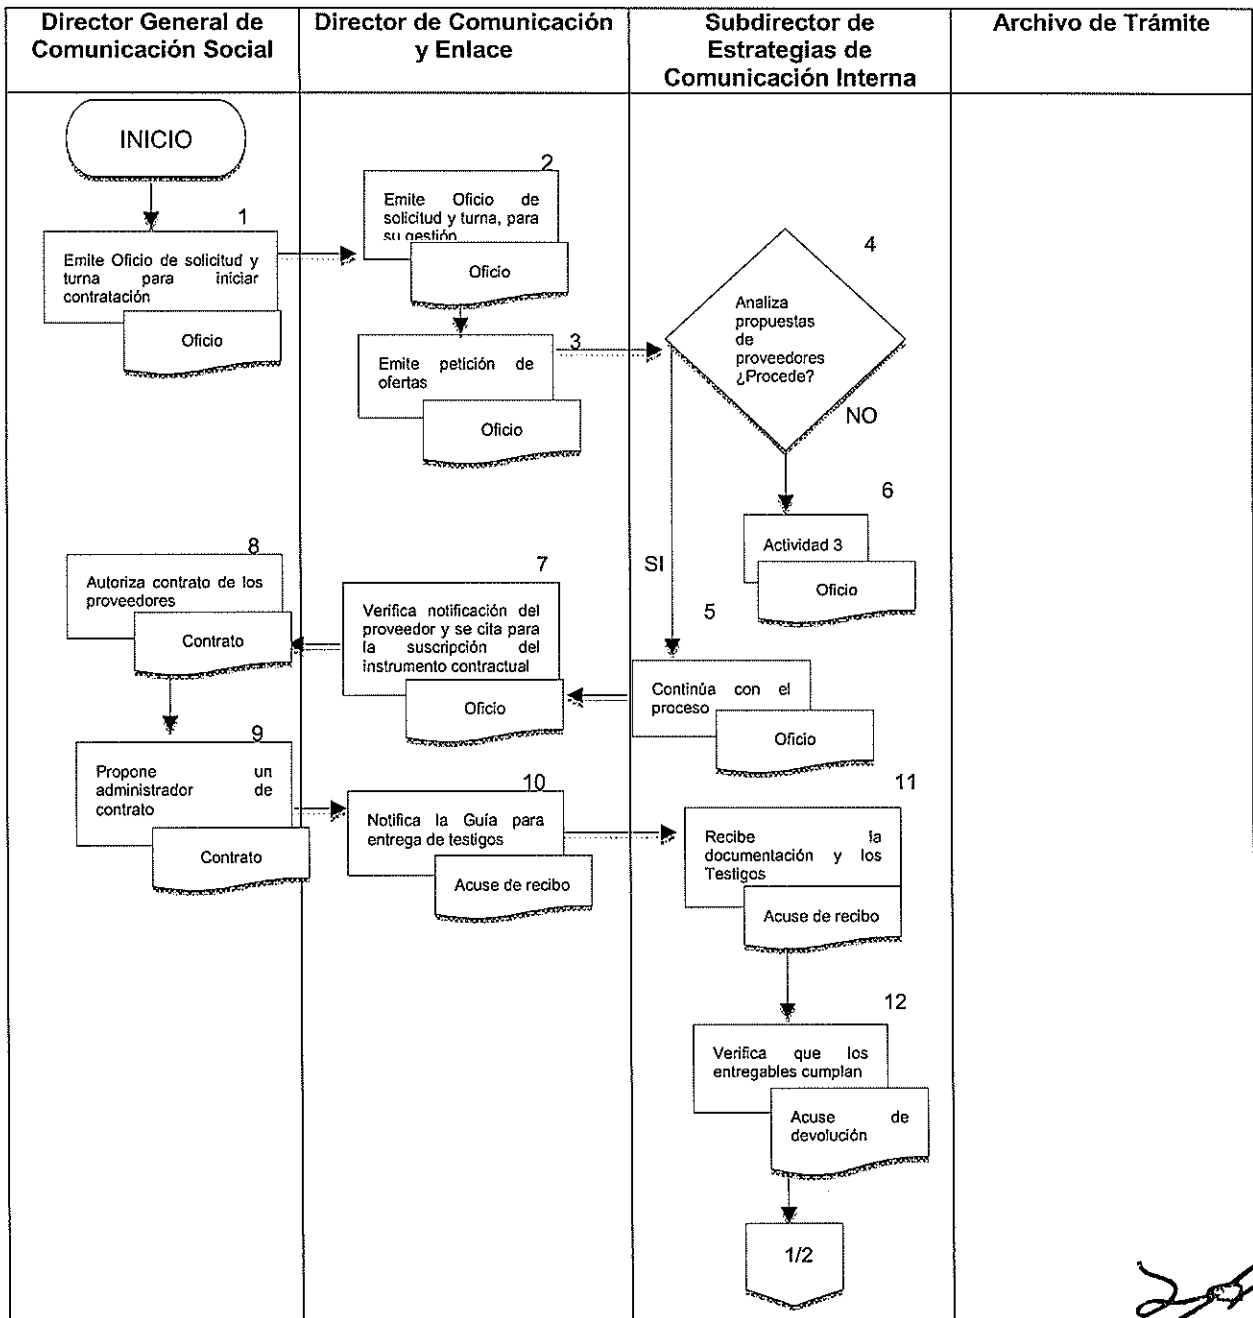 Director General de
Comunicación Social
Director de Comunicación
y Enlace
Subdirector de
Estrategias de
Comunicación Interna
Archivo de Trámite
INICIO
1
Emite Oficio de solicitud y
turna para iniciar
contratación
Oficio
2
Emite Oficio de
solicitud y turna, para
su gestión
Oficio
3
Emite petición de
ofertas
Oficio
4
Analiza
propuestas
de
proveedores
¿Procede?
NO
6
Actividad 3
Oficio
SI
5
Continúa con el
proceso
Oficio
7
Verifica notificación del
proveedor y se cita para
la suscripción del
instrumento contractual
Oficio
8
Autoriza contrato de los
proveedores
Contrato
9
Propone un
administrador de
contrato
Contrato
10
Notifica la Guía para
entrega de testigos
Acuse de recibo
11
Recibe la
documentación y los
Testigos
Acuse de recibo
12
Verifica que los
entregables cumplan
Acuse de
devolución
1/2